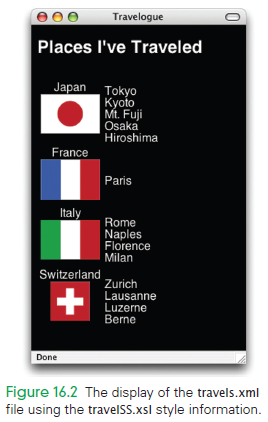 Travelogue
Places I've Traveled
Japan
Tokyo
Kyoto
Mt. Fuji
Osaka
Hiroshima
France
Paris
Italy
Rome
Naples
Florence
Milan
Switzerland
Zurich
Lausanne
Luzerne
Berne
Done
Figure 16.2 The display of the travels.xml
file using the travelSS.xsl style information.